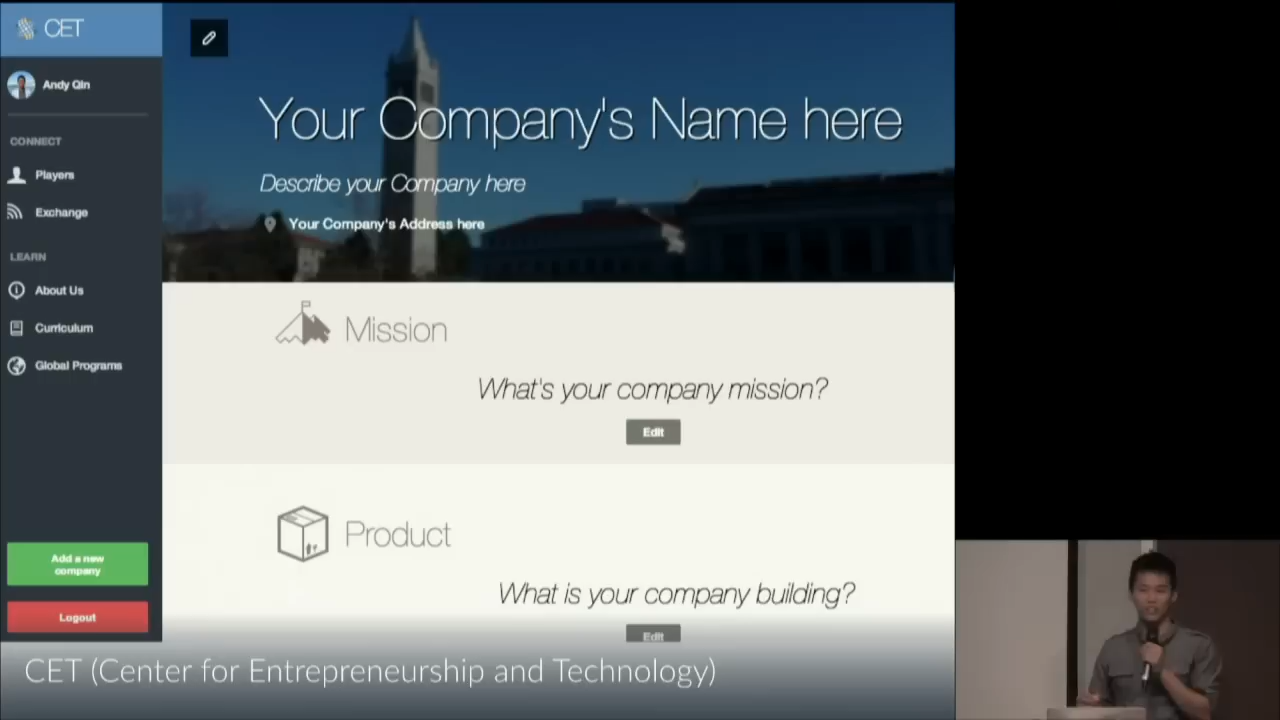 CET
Andy Qin
CONNECT
Players
Exchange
LEARN
About Us
Curriculum
Global Programs
Add a new
company
Logout
Your Company's Name here
Describe your Company here
Your Company's Address here
Mission
What's your company mission?
Edit
Product
What is your company building?
Edit
CET (Center for Entrepreneurship and Technology)